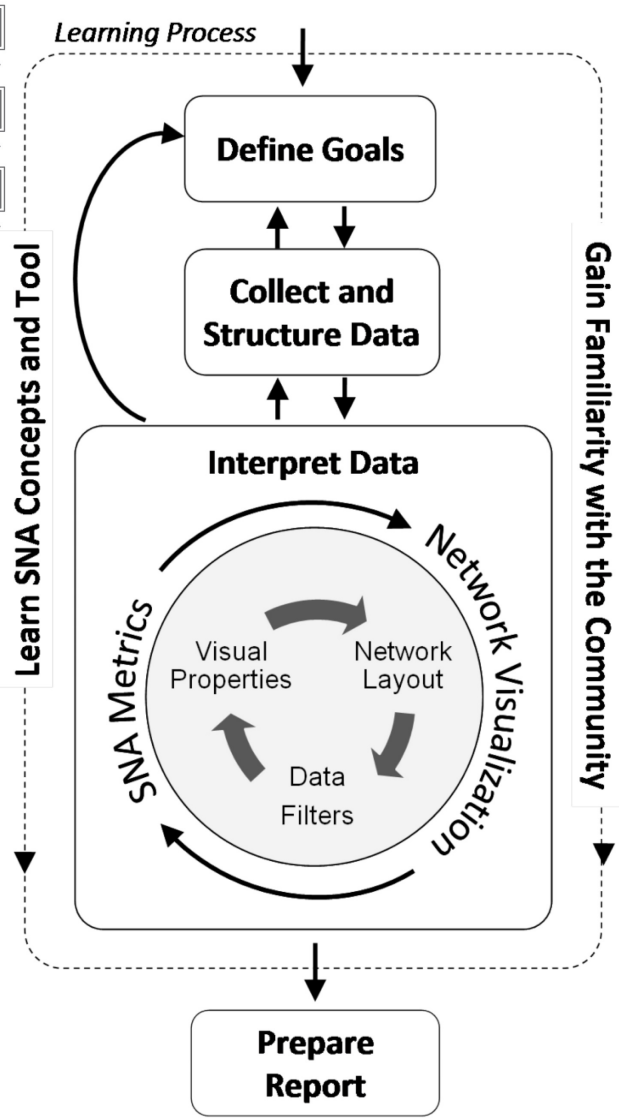 Learning Process
Define Goals
Collect and
Structure Data
Learn SNA Concepts and Tool
Gain Familiarity with the Community
Interpret Data
SNA Metrics
Network Visualization
Visual
Properties
Network
Layout
Data
Filters
Prepare
Report